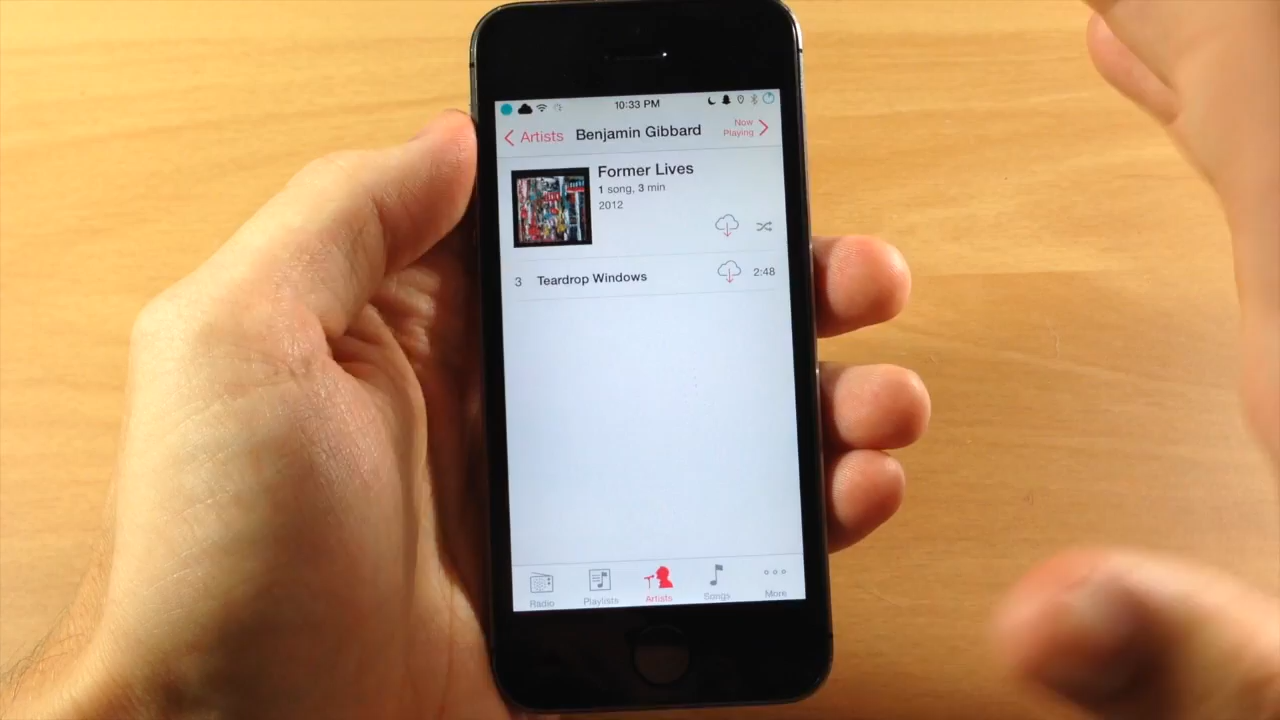 10:33 PM
Artists
Benjamin Gibbard
Now
Playing
Former Lives
1 song, 3 min
2012
3 Teardrop Windows 2:48
Radio Playlists Artists Songs More